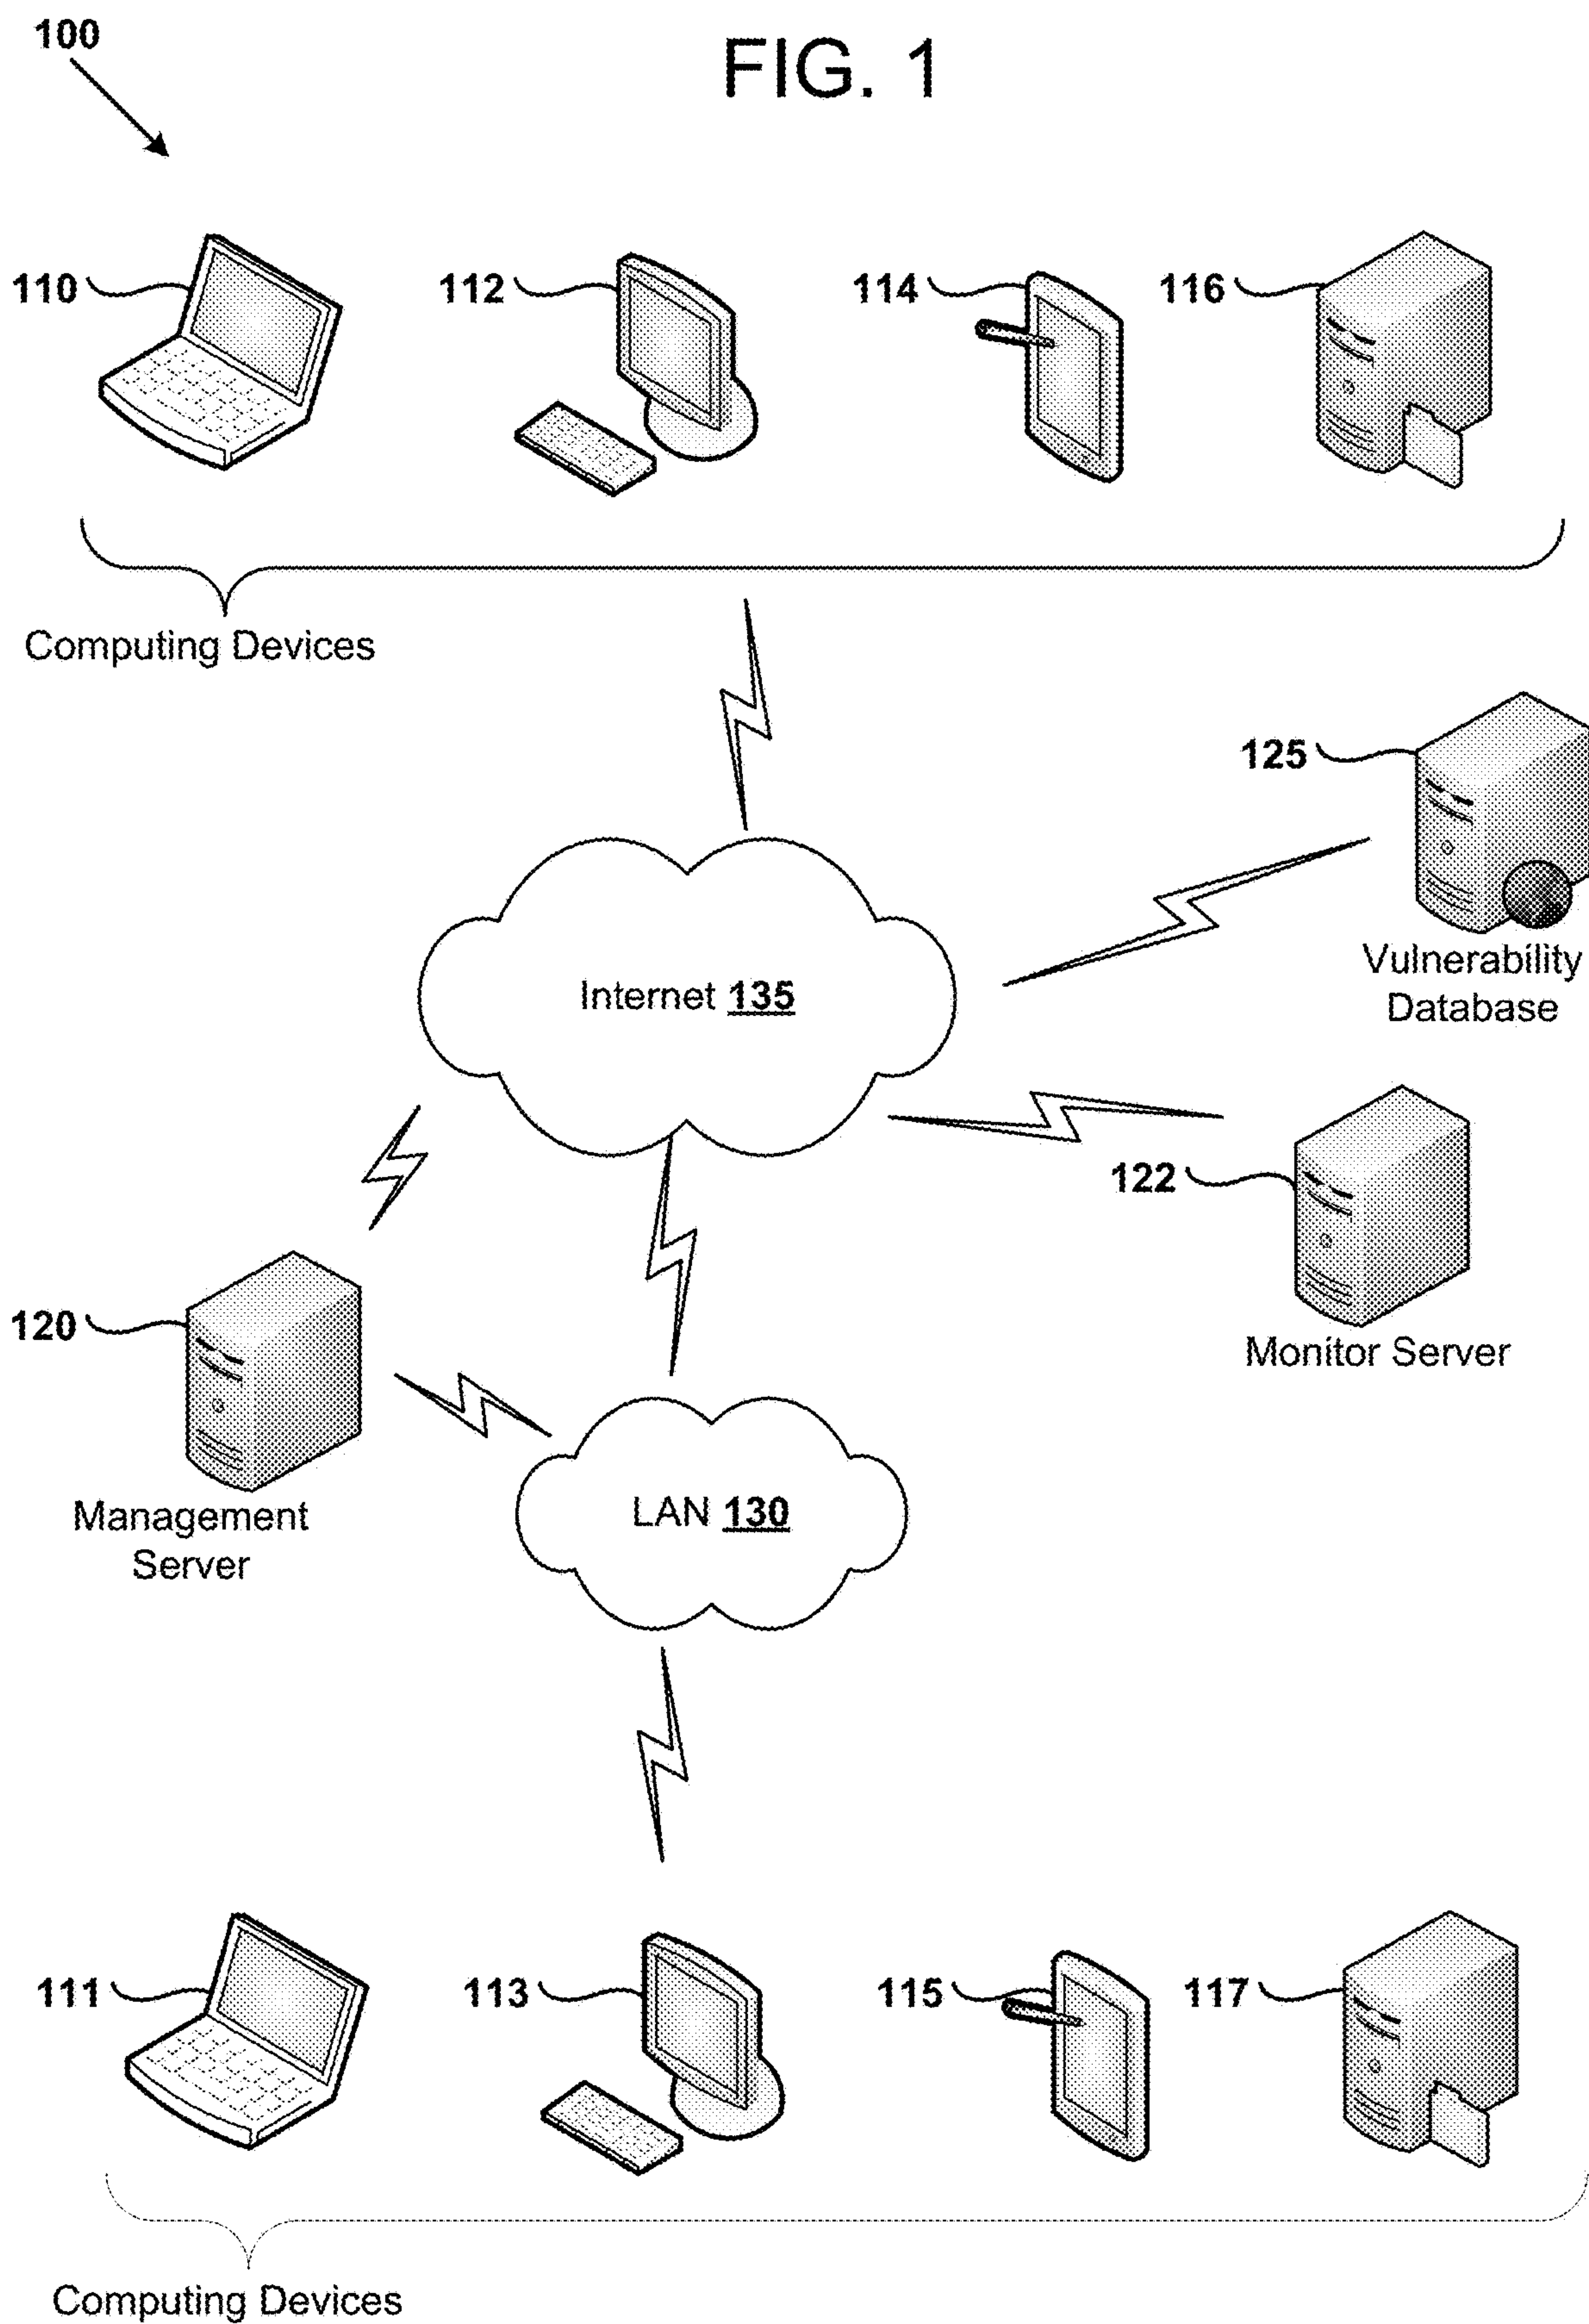 100
FIG. 1
110
112
114
116
Computing Devices
125
Vulnerability
Database
Internet 135
122
Monitor Server
120
Management
Server
LAN 130
111
113
115
117
Computing Devices